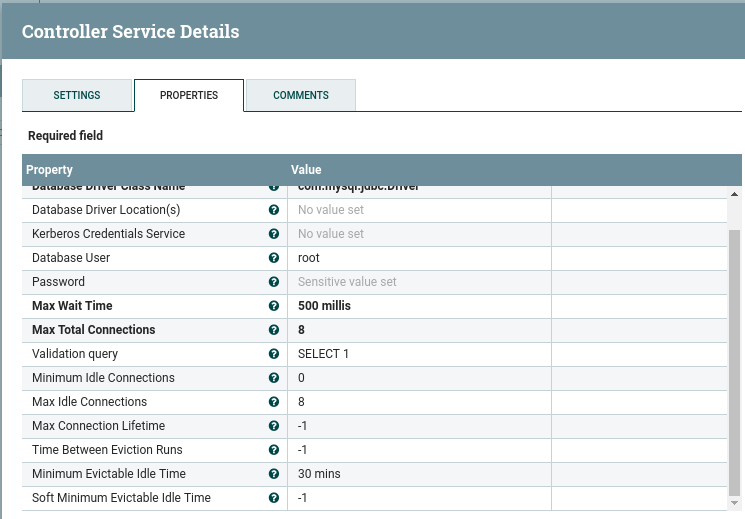 Controller Service Details
SETTINGS PROPERTIES COMMENTS
Required field
Property Value
Database Driver Class Name com.mysql.jdbc.Driver
Database Driver Location(s) No value set
Kerberos Credentials Service No value set
Database User root
Password Sensitive value set
Max Wait Time 500 millis
Max Total Connections 8
Validation query SELECT 1
Minimum Idle Connections 0
Max Idle Connections 8
Max Connection Lifetime -1
Time Between Eviction Runs -1
Minimum Evictable Idle Time 30 mins
Soft Minimum Evictable Idle Time -1